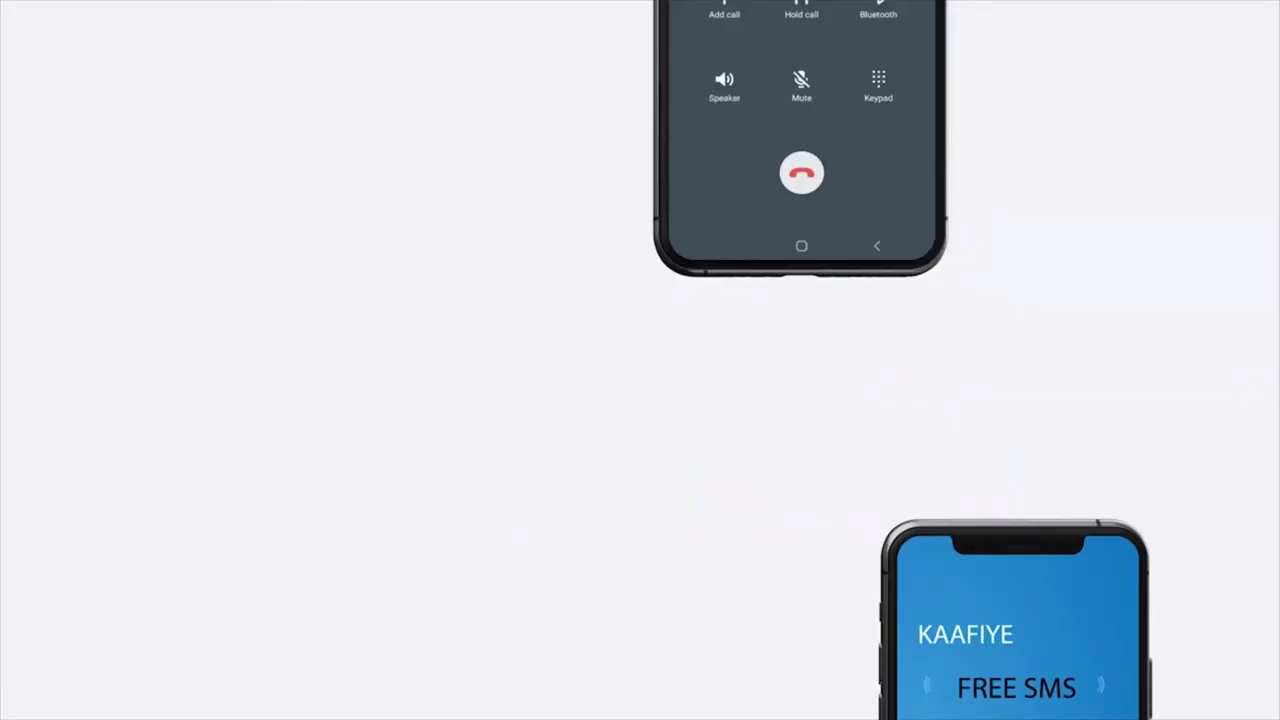 Add call Hold call Bluetooth
Speaker Mute Keypad
KAAFIYE
FREE SMS